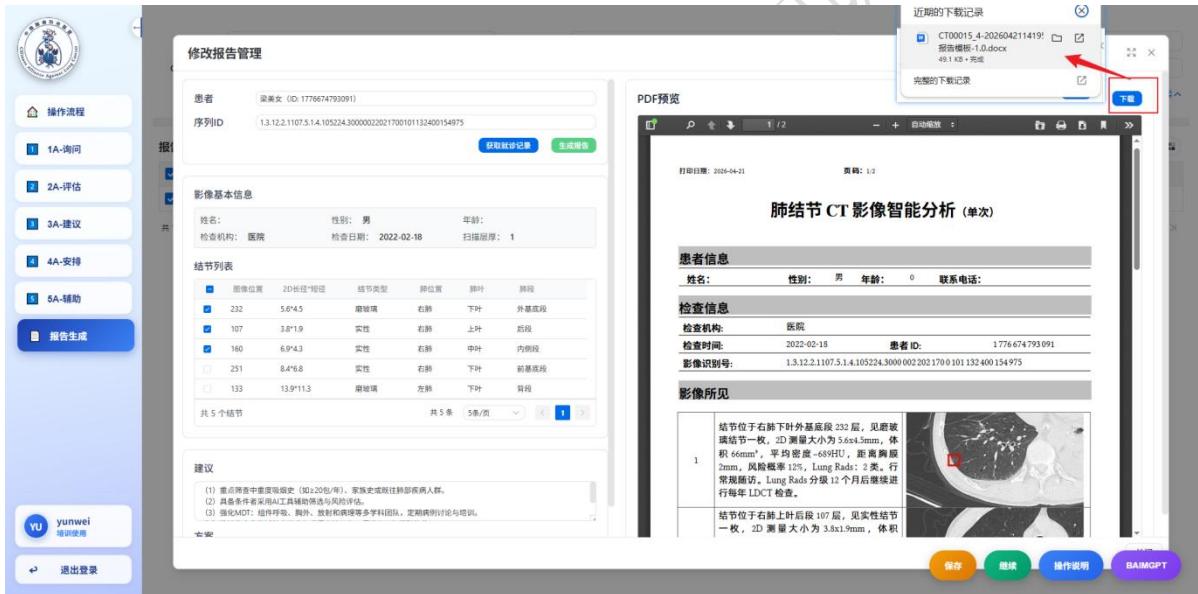 近期的下载记录
CT00015_4-2026042114195
报告模板-1.0.docx
49.1 KB • 完成
完整的下载记录
修改报告管理
操作流程
1A-询问
2A-评估
3A-建议
4A-安排
5A-辅助
报告生成
yunwei
培训使用
退出登录
患者 梁美女 (ID: 1776674793091)
序列ID 1.3.12.2.1107.5.1.4.105224.30000022021700101132400154975
获取就诊记录 生成报告
影像基本信息
姓名: 性别: 男 年龄:
检查机构: 医院 检查日期: 2022-02-18 扫描层厚: 1
结节列表
图像位置 2D长径*短径 结节类型 肺位置 肺叶 肺段
232 5.6*4.5 磨玻璃 右肺 下叶 外基底段
107 3.8*1.9 实性 右肺 上叶 后段
160 6.9*4.3 实性 右肺 中叶 内侧段
251 8.4*6.8 实性 右肺 下叶 前基底段
133 13.9*11.3 磨玻璃 左肺 下叶 背段
共 5 个结节 共 5 条 5条/页 1
建议
(1) 重点筛查中重度吸烟史（如≥20包/年）、家族史或既往肺部疾病人群。
(2) 具备条件者采用AI工具辅助筛选与风险评估。
(3) 强化MDT：组件呼吸、胸外、放射和病理等多学科团队，定期病例讨论与培训。
方案
PDF预览
下载
1 / 2 自动缩放
打印日期: 2026-04-21 页码: 1/2
肺结节 CT 影像智能分析 (单次)
患者信息
姓名: 性别: 男 年龄: 0 联系电话:
检查信息
检查机构: 医院
检查时间: 2022-02-18 患者 ID: 1776674793091
影像识别号: 1.3.12.2.1107.5.1.4.105224.30000022021700101132400154975
影像所见
1
结节位于右肺下叶外基底段 232 层，见磨玻
璃结节一枚，2D 测量大小为 5.6x4.5mm，体
积 66mm³，平均密度 -689HU，距离胸膜
2mm，风险概率 12%，Lung Rads：2 类。行
常规随访。Lung Rads 分级 12 个月后继续进
行每年 LDCT 检查。
结节位于右肺上叶后段 107 层，见实性结节
一枚，2D 测量大小为 3.8x1.9mm，体积
保存 继续 操作说明 BAIMGPT